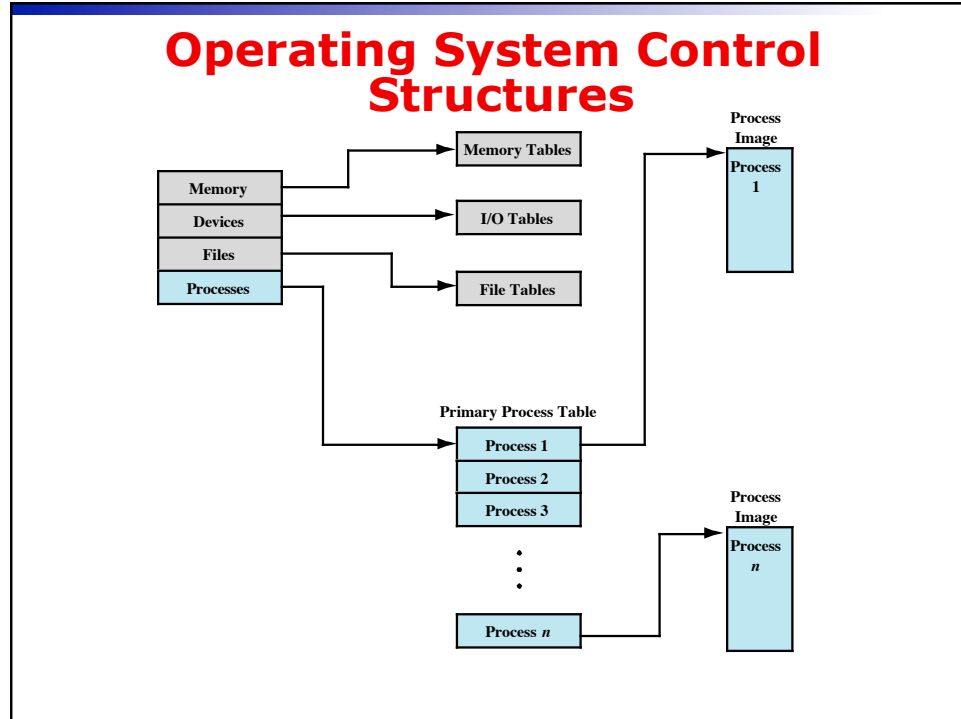 Operating System Control
Structures
Process
Image
Process
1
Memory Tables
Memory
Devices
Files
Processes
I/O Tables
File Tables
Primary Process Table
Process 1
Process 2
Process 3
Process n
Process
Image
Process
n